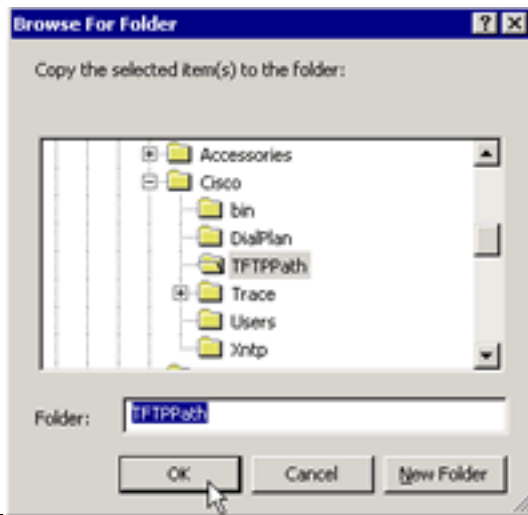 Browse For Folder
Copy the selected item(s) to the folder:
Accessories
Cisco
bin
DialPlan
TFTPPath
Trace
Users
Xntp
Folder: TFTPPath
OK Cancel New Folder